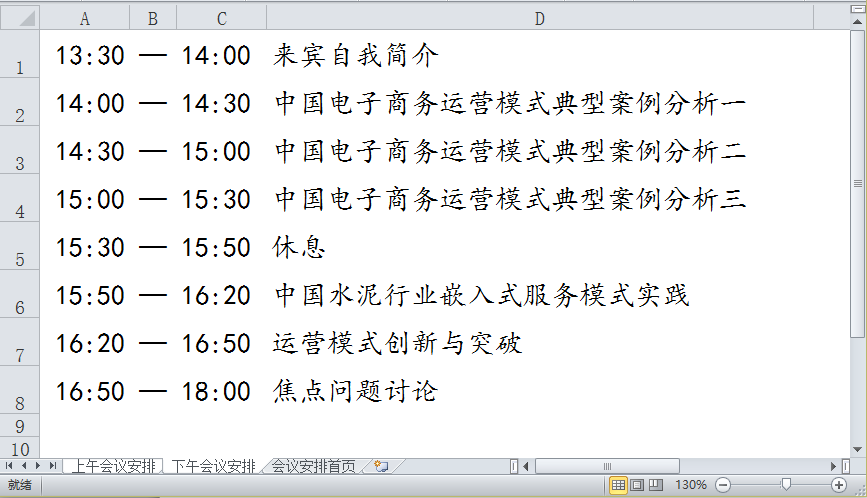 A B C D
1 13:30 — 14:00 来宾自我简介
2 14:00 — 14:30 中国电子商务运营模式典型案例分析一
3 14:30 — 15:00 中国电子商务运营模式典型案例分析二
4 15:00 — 15:30 中国电子商务运营模式典型案例分析三
5 15:30 — 15:50 休息
6 15:50 — 16:20 中国水泥行业嵌入式服务模式实践
7 16:20 — 16:50 运营模式创新与突破
8 16:50 — 18:00 焦点问题讨论
9
10
上午会议安排 下午会议安排 会议安排首页
就绪 130%